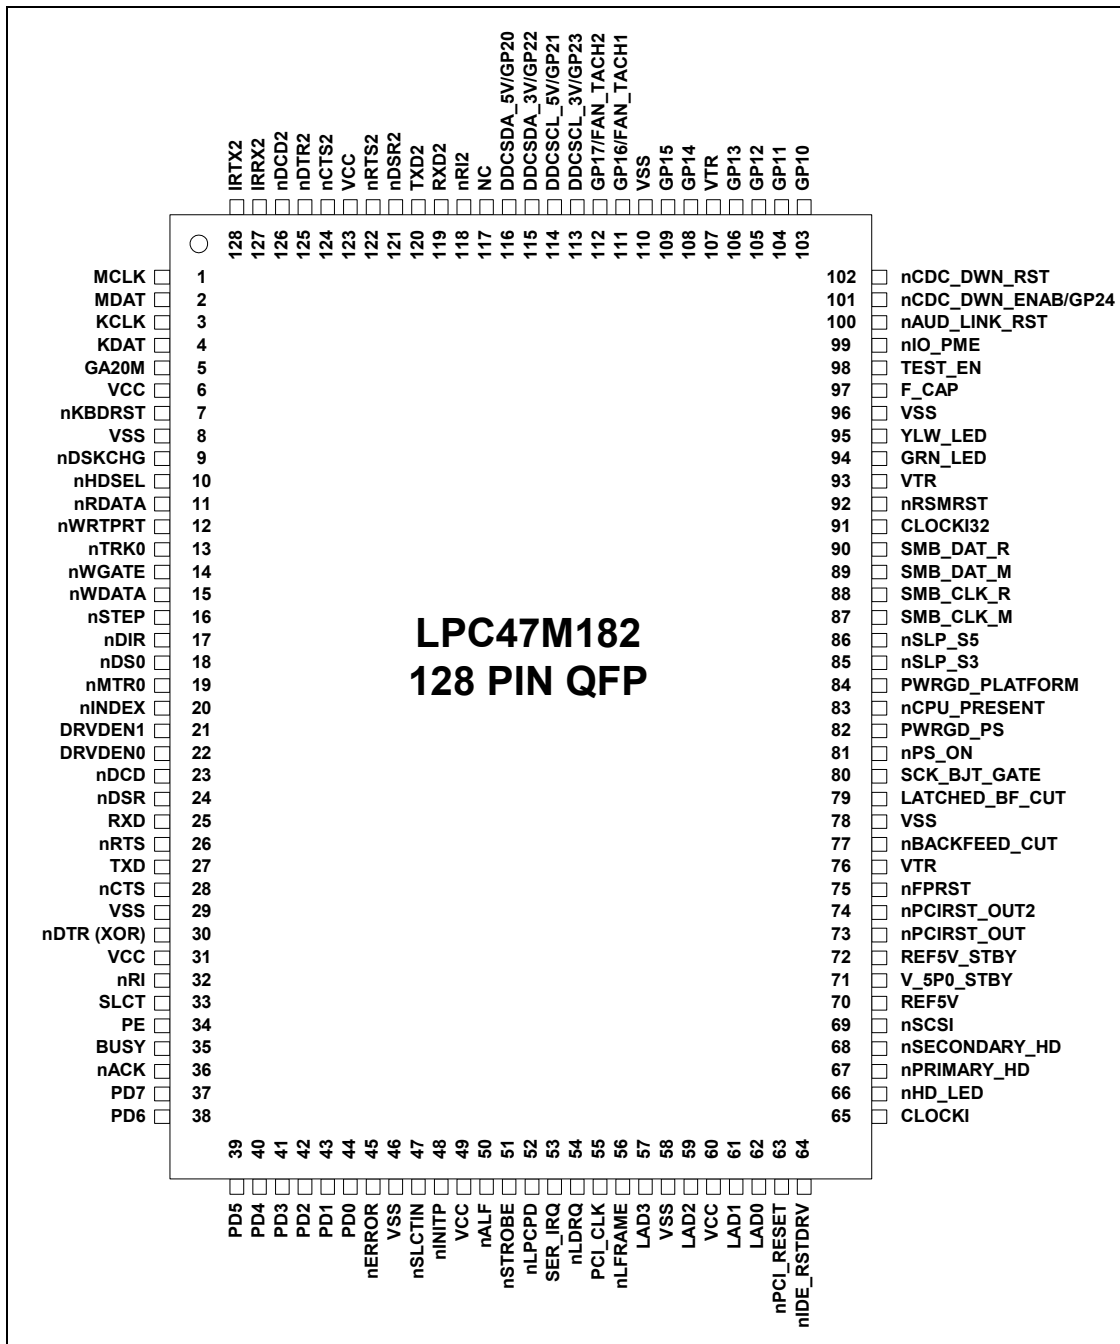 IRTX2
IRRX2
nDCD2
nDTR2
nCTS2
VCC
nRTS2
nDSR2
TXD2
RXD2
nRI2
NC
DDCSDA_5V/GP20
DDCSDA_3V/GP22
DDCSCL_5V/GP21
DDCSCL_3V/GP23
GP17/FAN_TACH2
GP16/FAN_TACH1
VSS
GP15
GP14
VTR
GP13
GP12
GP11
GP10
128
127
126
125
124
123
122
121
120
119
118
117
116
115
114
113
112
111
110
109
108
107
106
105
104
103
MCLK 1
MDAT 2
KCLK 3
KDAT 4
GA20M 5
VCC 6
nKBDRST 7
VSS 8
nDSKCHG 9
nHDSEL 10
nRDATA 11
nWRTPRT 12
nTRK0 13
nWGATE 14
nWDATA 15
nSTEP 16
nDIR 17
nDS0 18
nMTR0 19
nINDEX 20
DRVDEN1 21
DRVDEN0 22
nDCD 23
nDSR 24
RXD 25
nRTS 26
TXD 27
nCTS 28
VSS 29
nDTR (XOR) 30
VCC 31
nRI 32
SLCT 33
PE 34
BUSY 35
nACK 36
PD7 37
PD6 38
LPC47M182
128 PIN QFP
102 nCDC_DWN_RST
101 nCDC_DWN_ENAB/GP24
100 nAUD_LINK_RST
99 nIO_PME
98 TEST_EN
97 F_CAP
96 VSS
95 YLW_LED
94 GRN_LED
93 VTR
92 nRSMRST
91 CLOCKI32
90 SMB_DAT_R
89 SMB_DAT_M
88 SMB_CLK_R
87 SMB_CLK_M
86 nSLP_S5
85 nSLP_S3
84 PWRGD_PLATFORM
83 nCPU_PRESENT
82 PWRGD_PS
81 nPS_ON
80 SCK_BJT_GATE
79 LATCHED_BF_CUT
78 VSS
77 nBACKFEED_CUT
76 VTR
75 nFPRST
74 nPCIRST_OUT2
73 nPCIRST_OUT
72 REF5V_STBY
71 V_5P0_STBY
70 REF5V
69 nSCSI
68 nSECONDARY_HD
67 nPRIMARY_HD
66 nHD_LED
65 CLOCKI
39
40
41
42
43
44
45
46
47
48
49
50
51
52
53
54
55
56
57
58
59
60
61
62
63
64
PD5
PD4
PD3
PD2
PD1
PD0
nERROR
VSS
nSLCTIN
nINITP
VCC
nALF
nSTROBE
nLPCPD
SER_IRQ
nLDRQ
PCI_CLK
nLFRAME
LAD3
VSS
LAD2
VCC
LAD1
LAD0
nPCI_RESET
nIDE_RSTDRV